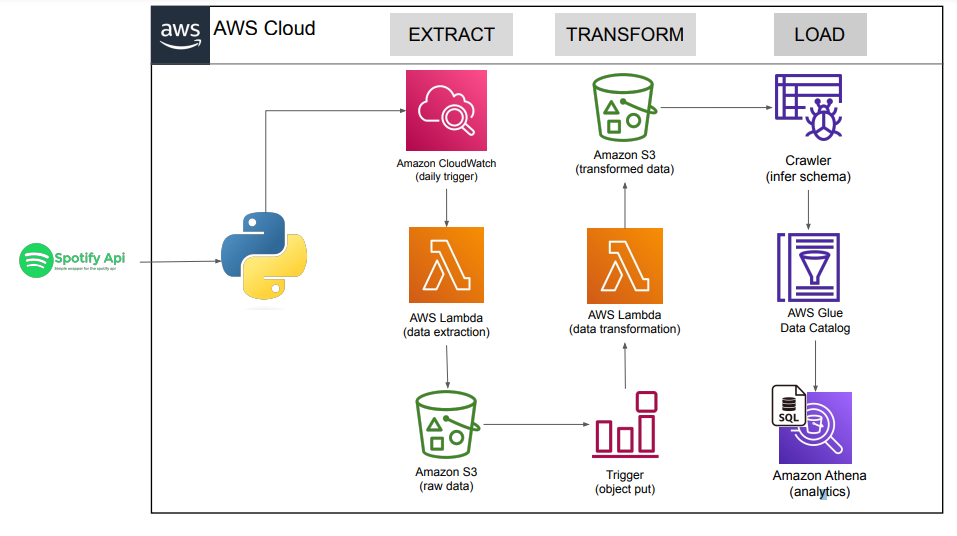 aws
AWS Cloud
EXTRACT
TRANSFORM
LOAD
Amazon CloudWatch
(daily trigger)
Amazon S3
(transformed data)
Crawler
(infer schema)
Spotify Api
Simple wrapper for the spotify api
AWS Lambda
(data extraction)
AWS Lambda
(data transformation)
AWS Glue
Data Catalog
SQL
Amazon S3
(raw data)
Trigger
(object put)
Amazon Athena
(analytics)